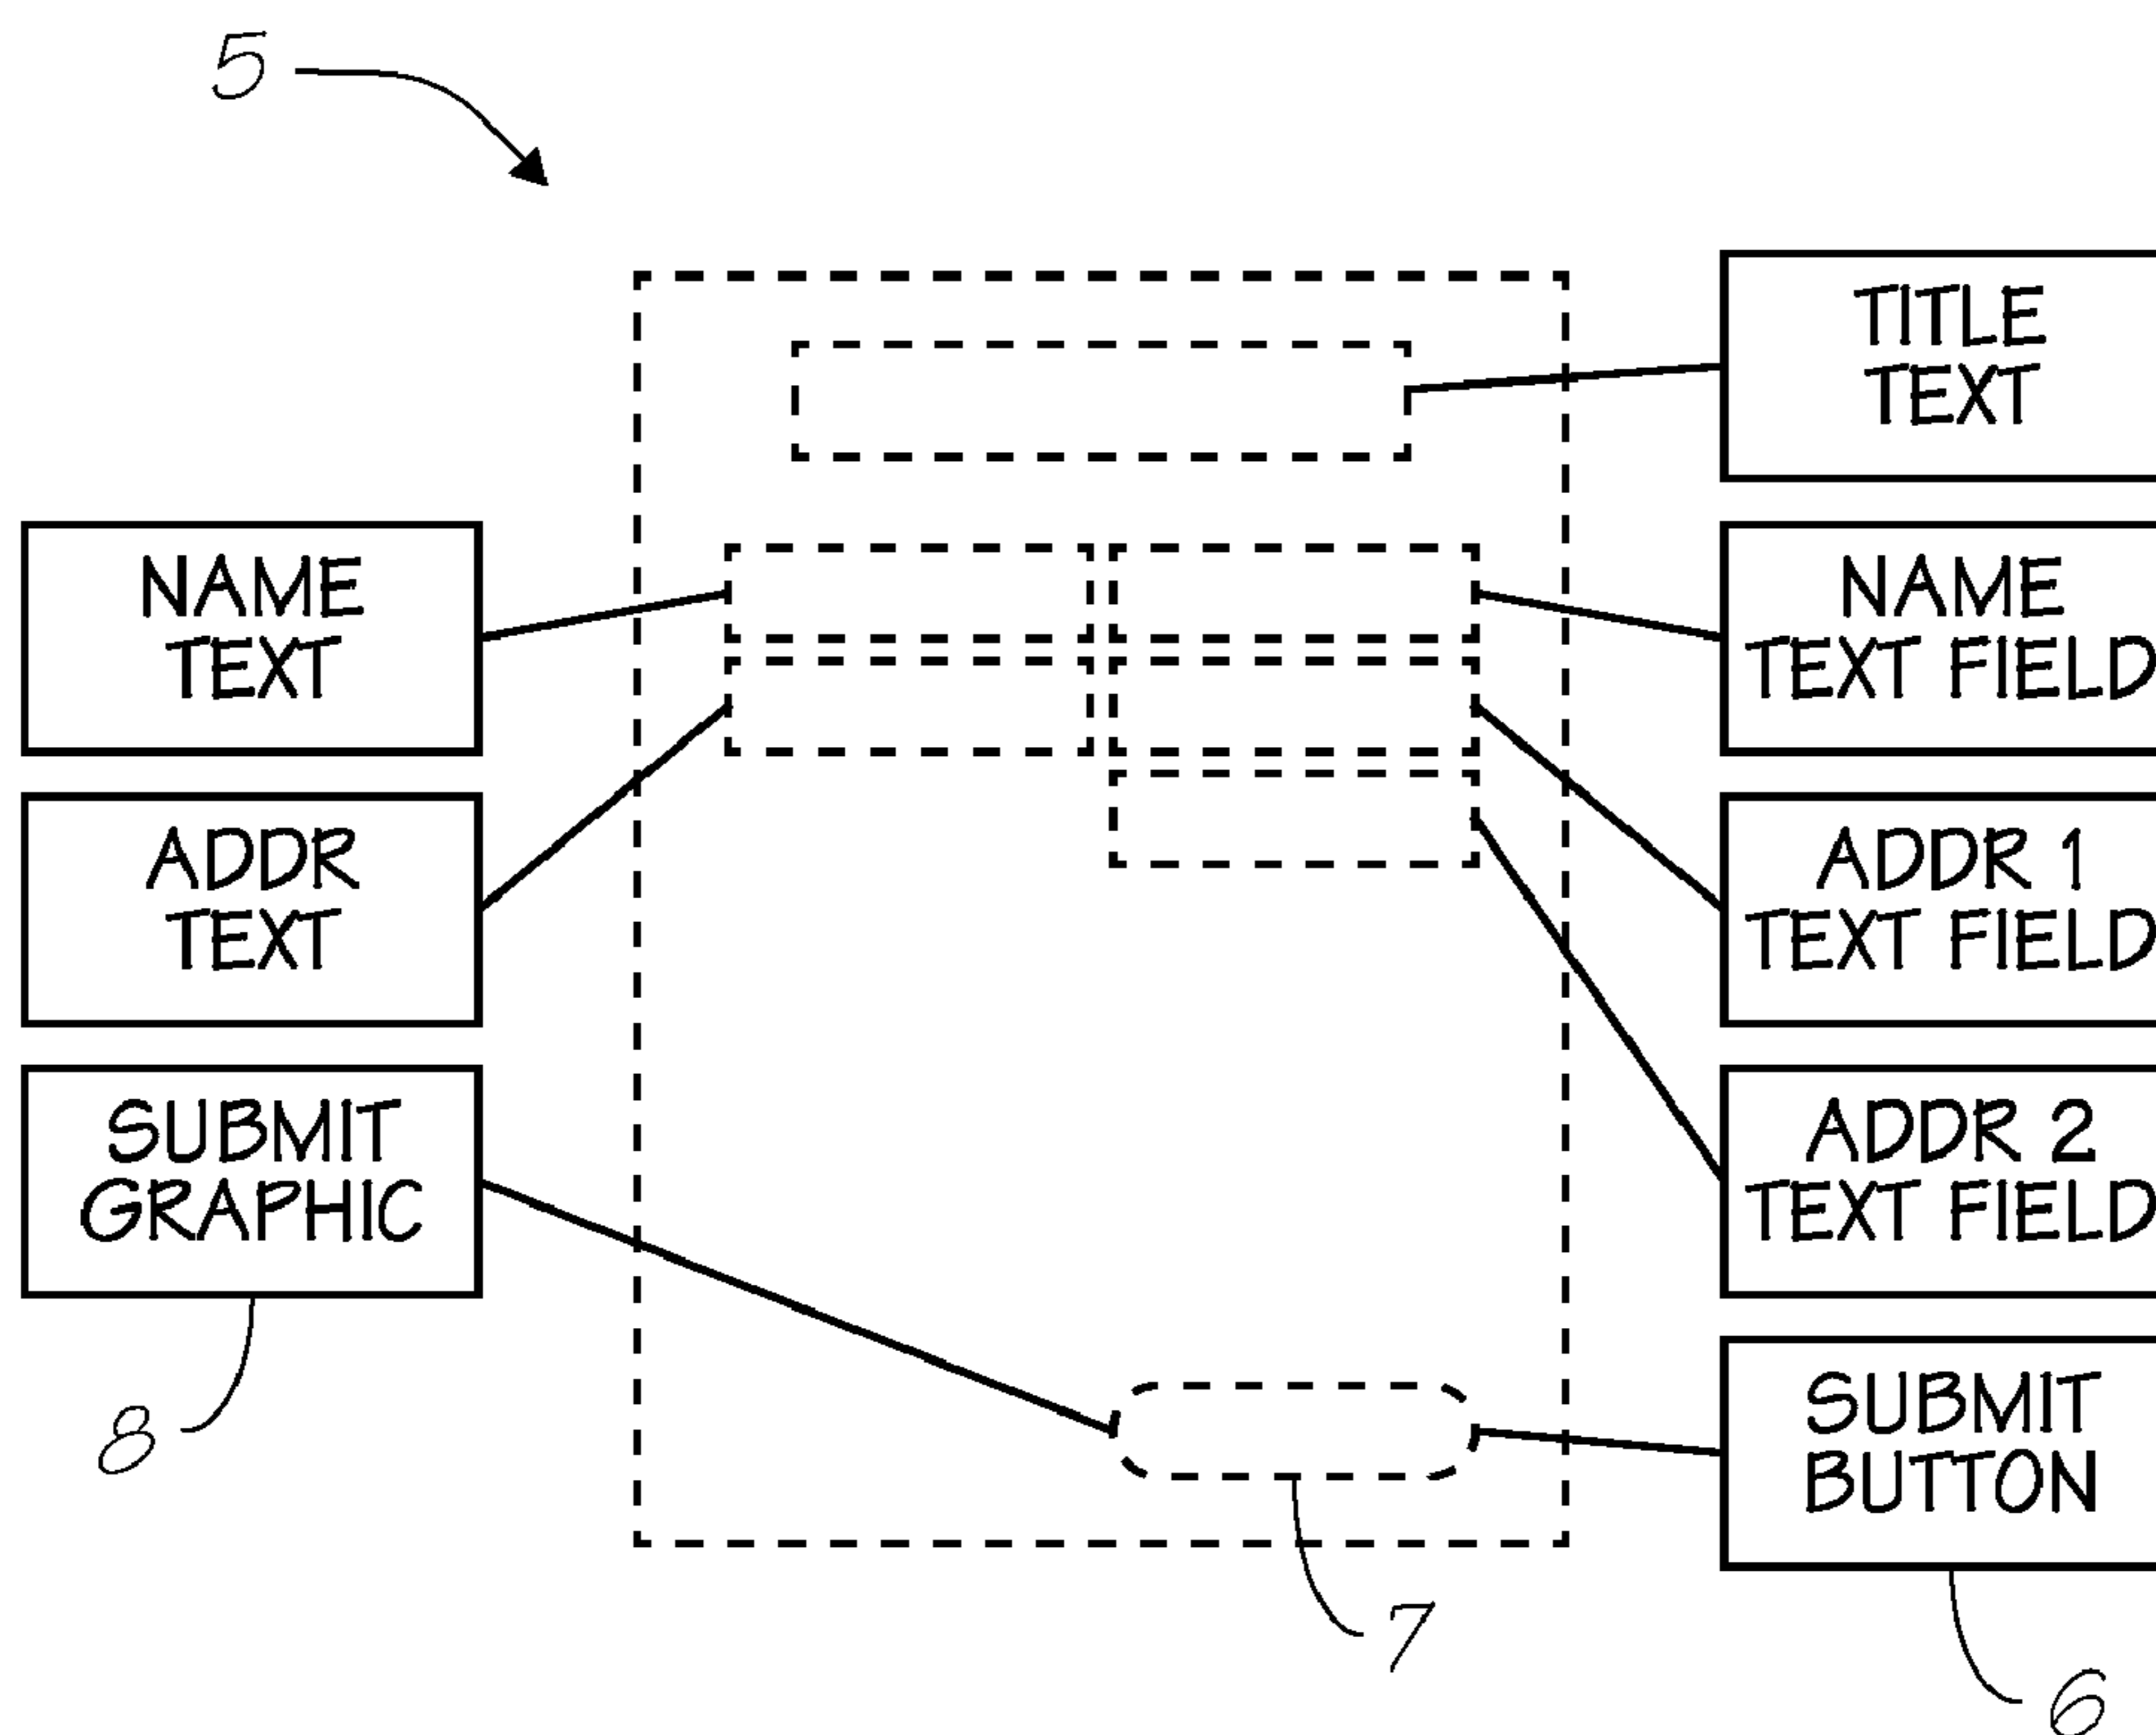 5
TITLE
TEXT
NAME
TEXT
NAME
TEXT FIELD
ADDR
TEXT
ADDR 1
TEXT FIELD
SUBMIT
GRAPHIC
ADDR 2
TEXT FIELD
SUBMIT
BUTTON
8
7
6